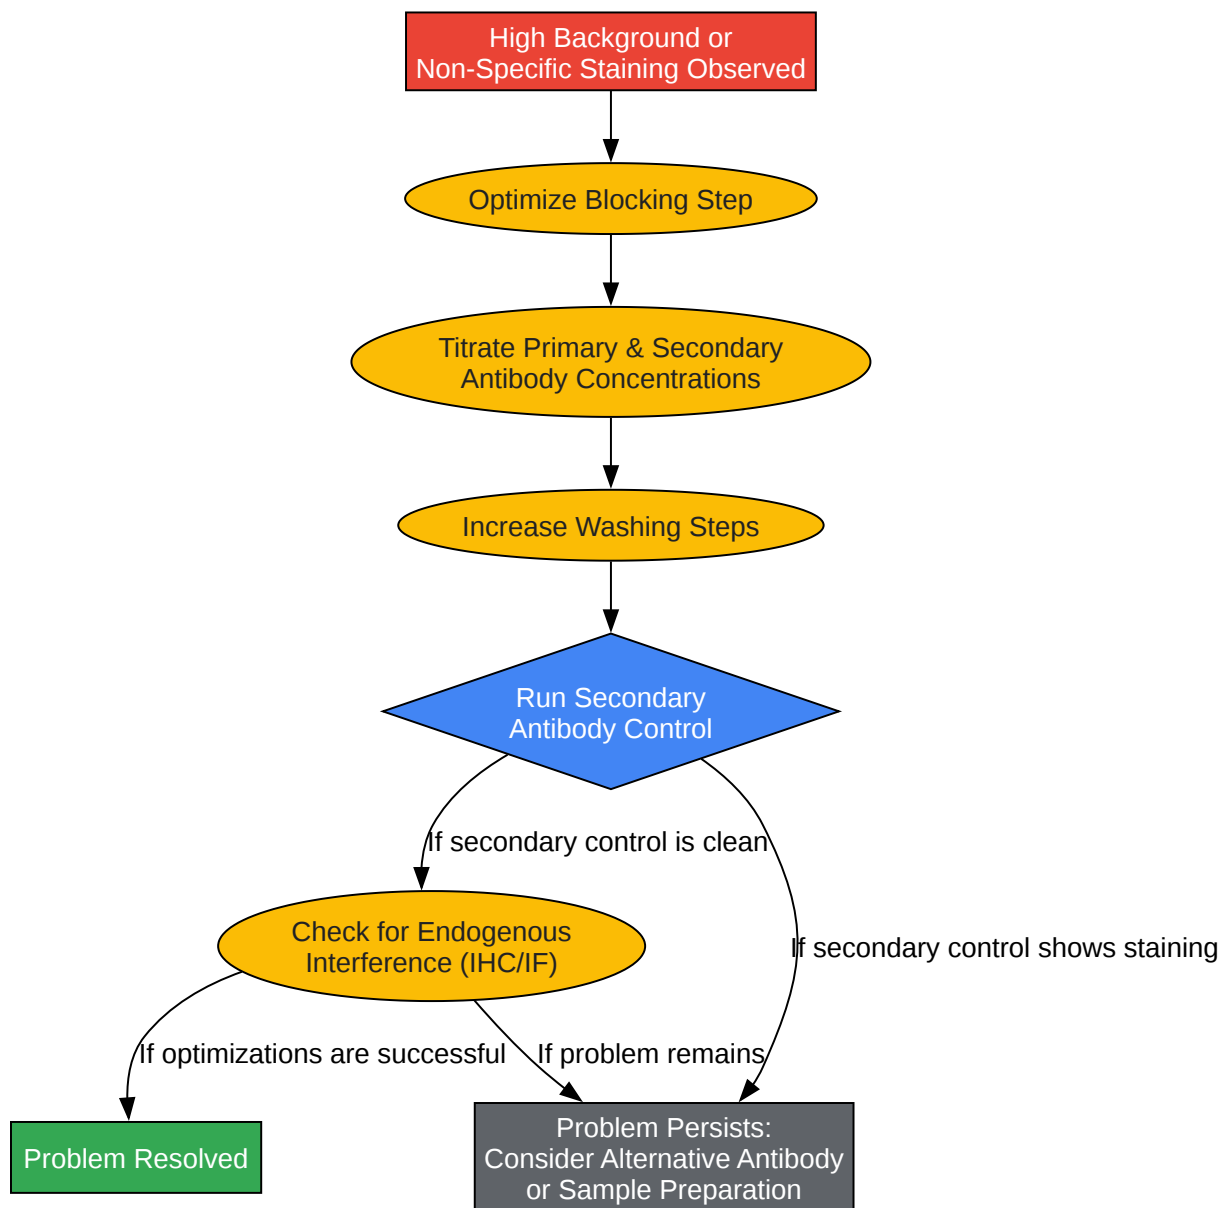 High Background or
Non-Specific Staining Observed
Optimize Blocking Step
Titrate Primary & Secondary
Antibody Concentrations
Increase Washing Steps
Run Secondary
Antibody Control
If secondary control is clean
Check for Endogenous
Interference (IHC/IF)
If secondary control shows staining
If optimizations are successful
If problem remains
Problem Resolved
Problem Persists:
Consider Alternative Antibody
or Sample Preparation